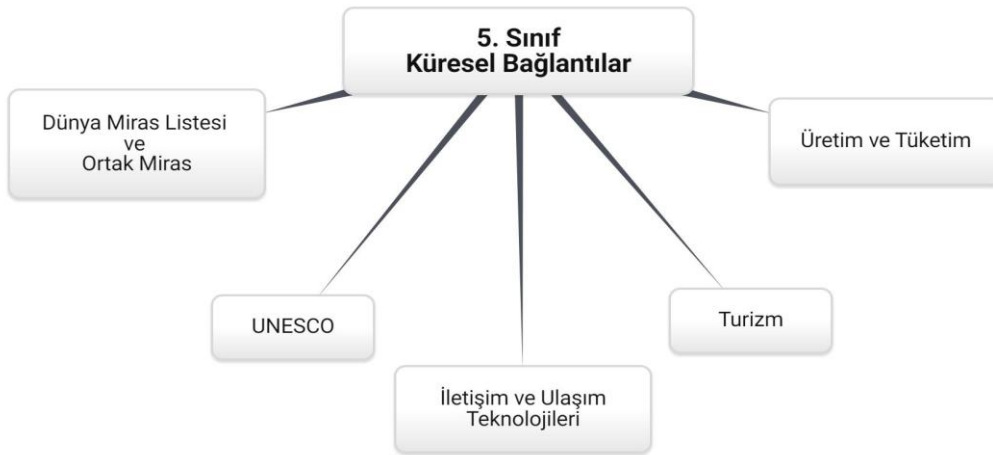 5. Sınıf
Küresel Bağlantılar
Dünya Miras Listesi
ve
Ortak Miras
Üretim ve Tüketim
UNESCO
Turizm
İletişim ve Ulaşım
Teknolojileri